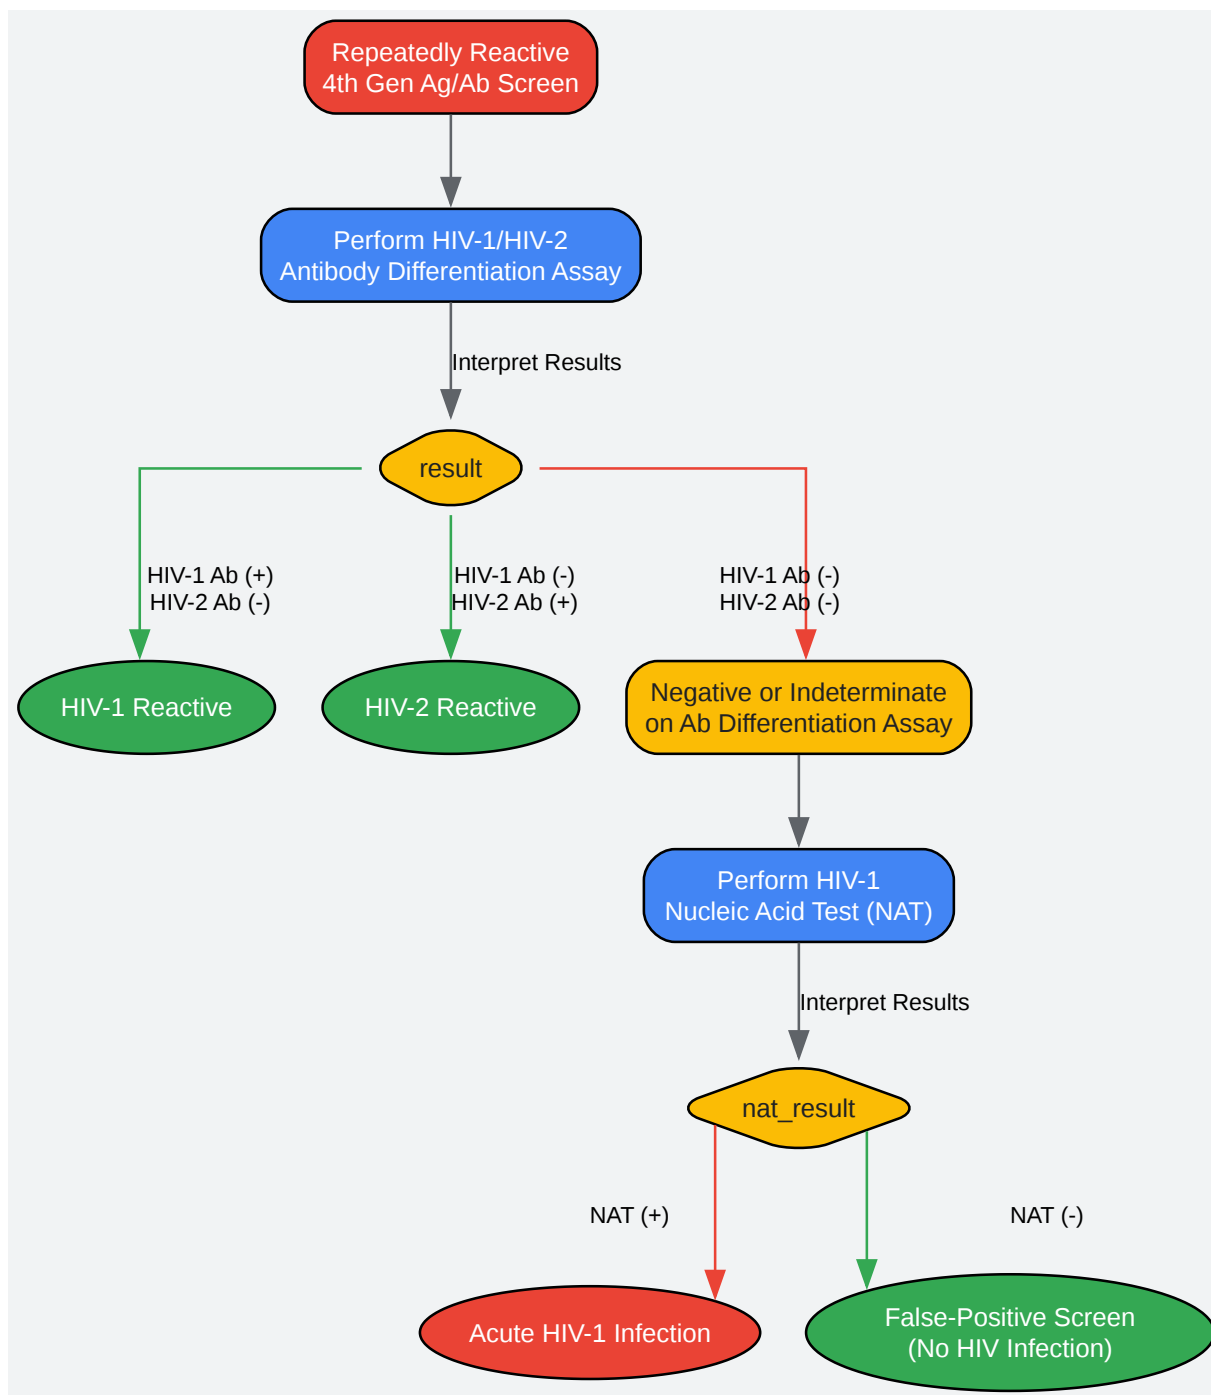 Repeatedly Reactive
4th Gen Ag/Ab Screen
Perform HIV-1/HIV-2
Antibody Differentiation Assay
Interpret Results
result
HIV-1 Ab (+)
HIV-2 Ab (-)
HIV-1 Ab (-)
HIV-2 Ab (+)
HIV-1 Ab (-)
HIV-2 Ab (-)
HIV-1 Reactive
HIV-2 Reactive
Negative or Indeterminate
on Ab Differentiation Assay
Perform HIV-1
Nucleic Acid Test (NAT)
Interpret Results
nat_result
NAT (+)
NAT (-)
Acute HIV-1 Infection
False-Positive Screen
(No HIV Infection)